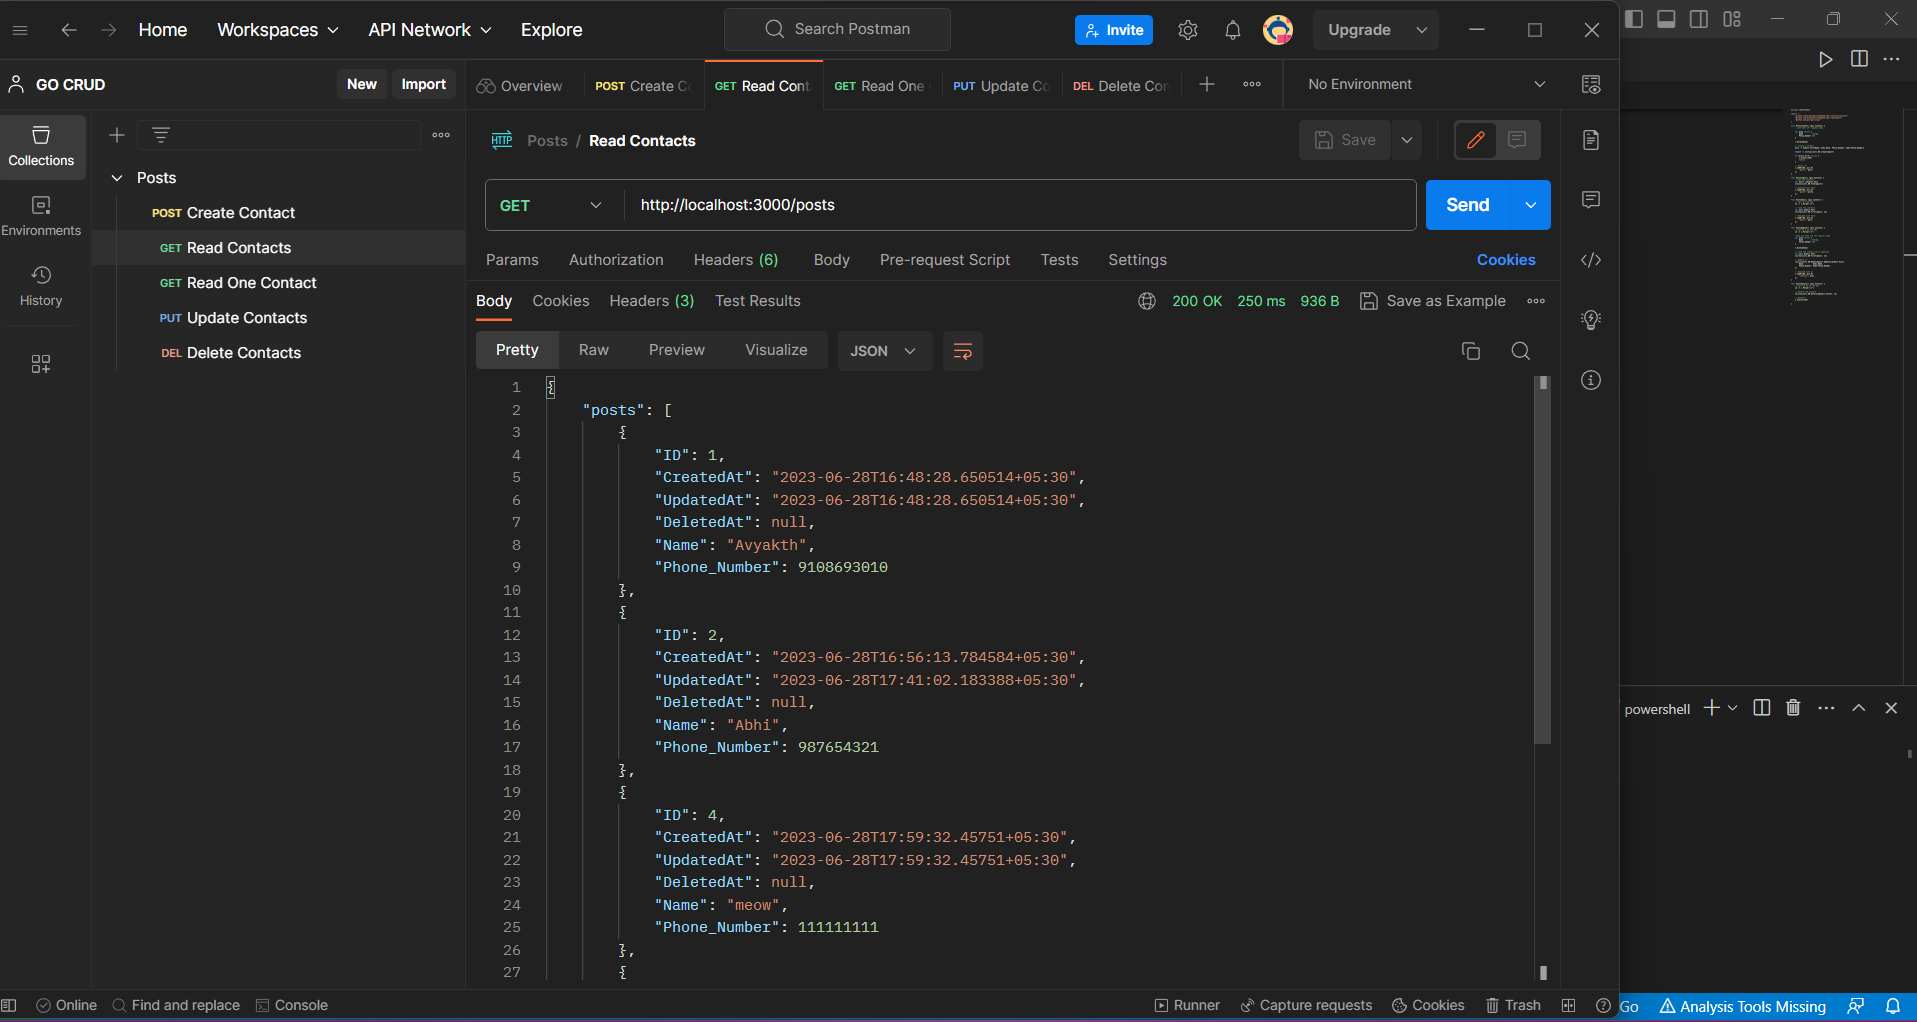 Home Workspaces API Network Explore Search Postman Invite Upgrade
GO CRUD New Import Overview POST Create Co GET Read Cont GET Read One PUT Update Co DEL Delete Con No Environment
Collections
Environments
History
Posts
POST Create Contact
GET Read Contacts
GET Read One Contact
PUT Update Contacts
DEL Delete Contacts
HTTP Posts / Read Contacts Save
GET http://localhost:3000/posts Send
Params Authorization Headers (6) Body Pre-request Script Tests Settings Cookies
Body Cookies Headers (3) Test Results 200 OK 250 ms 936 B Save as Example
Pretty Raw Preview Visualize JSON
1 {
2 "posts": [
3 {
4 "ID": 1,
5 "CreatedAt": "2023-06-28T16:48:28.650514+05:30",
6 "UpdatedAt": "2023-06-28T16:48:28.650514+05:30",
7 "DeletedAt": null,
8 "Name": "Avyakth",
9 "Phone_Number": 9108693010
10 },
11 {
12 "ID": 2,
13 "CreatedAt": "2023-06-28T16:56:13.784584+05:30",
14 "UpdatedAt": "2023-06-28T17:41:02.183388+05:30",
15 "DeletedAt": null,
16 "Name": "Abhi",
17 "Phone_Number": 987654321
18 },
19 {
20 "ID": 4,
21 "CreatedAt": "2023-06-28T17:59:32.45751+05:30",
22 "UpdatedAt": "2023-06-28T17:59:32.45751+05:30",
23 "DeletedAt": null,
24 "Name": "meow",
25 "Phone_Number": 111111111
26 },
27 {
powershell
Online Find and replace Console Runner Capture requests Cookies Trash Go Analysis Tools Missing